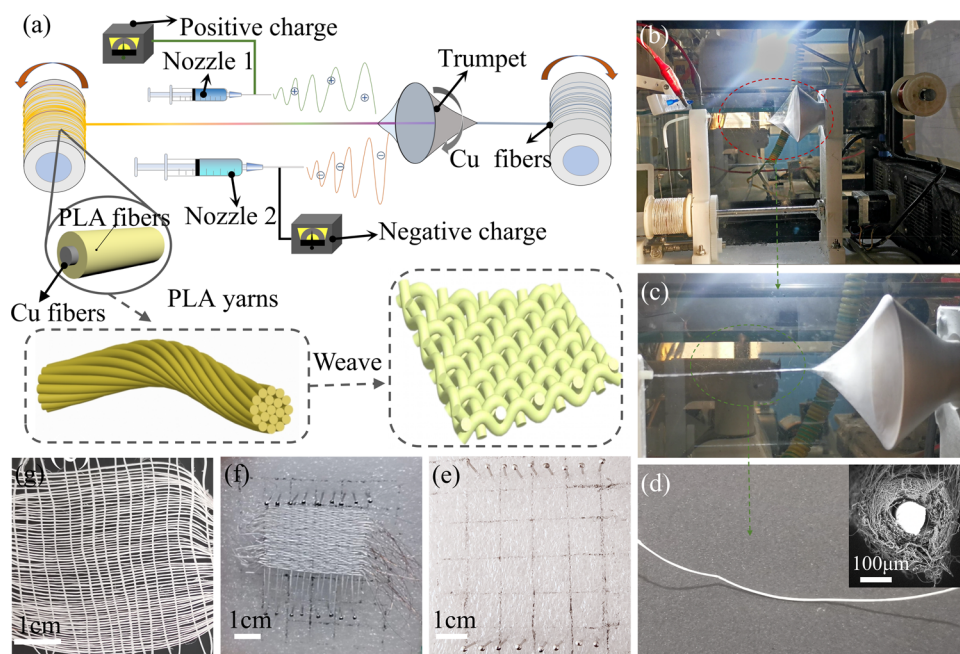 (a)
Positive charge
Nozzle 1
Trumpet
Cu fibers
Nozzle 2
Negative charge
PLA fibers
Cu fibers
PLA yarns
Weave
(b)
(c)
(d)
100μm
(e)
1cm
(f)
1cm
(g)
1cm